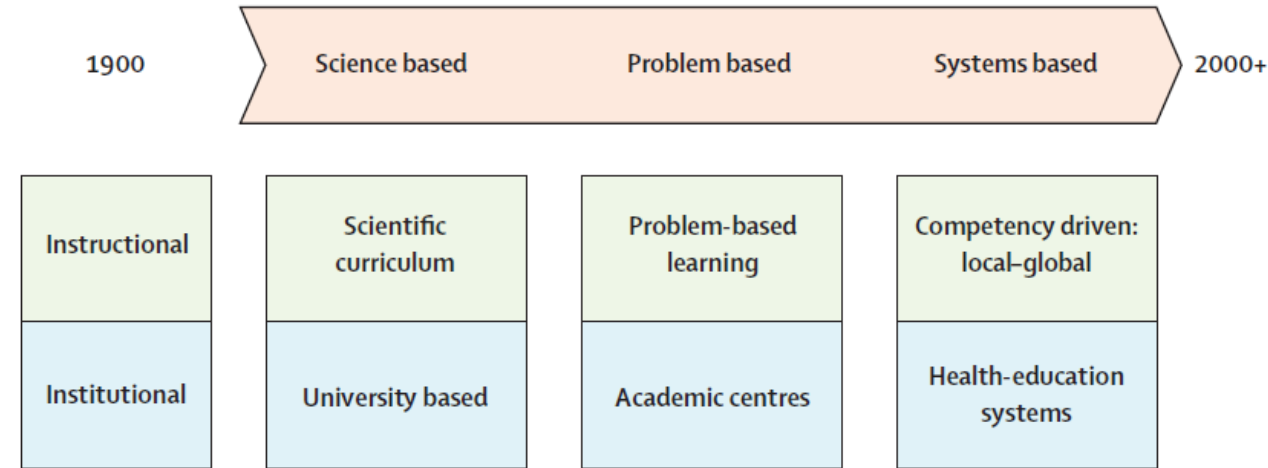 1900
Science based
Problem based
Systems based
2000+
Instructional
Scientific
curriculum
Problem-based
learning
Competency driven:
local–global
Institutional
University based
Academic centres
Health-education
systems